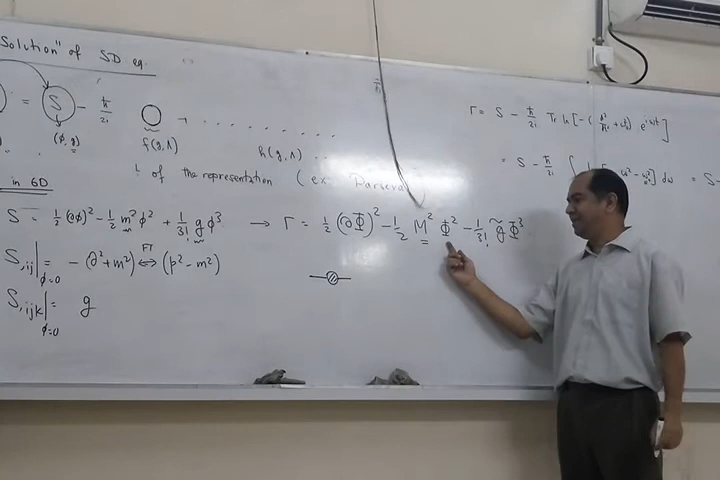 Solution" of SD eq.
= S - ħ/2i + ..........
(φ, g) f(g, Λ) h(g, Λ) ..
of the representation (ex Parseval
in 6D
S = 1/2 (∂φ)² - 1/2 m² φ² + 1/3! g φ³ → Γ = 1/2 (∂Φ)² - 1/2 M² Φ² - 1/3! g̃ Φ³
S,ij|φ=0 = - (∂² + m²) ↔ FT (p² - m²)
S,ijk|φ=0 = g
Γ = S - ħ/2i Tr ln [-( + ) e^iωt]
= S - ħ/2i ∫ ] dω = S -